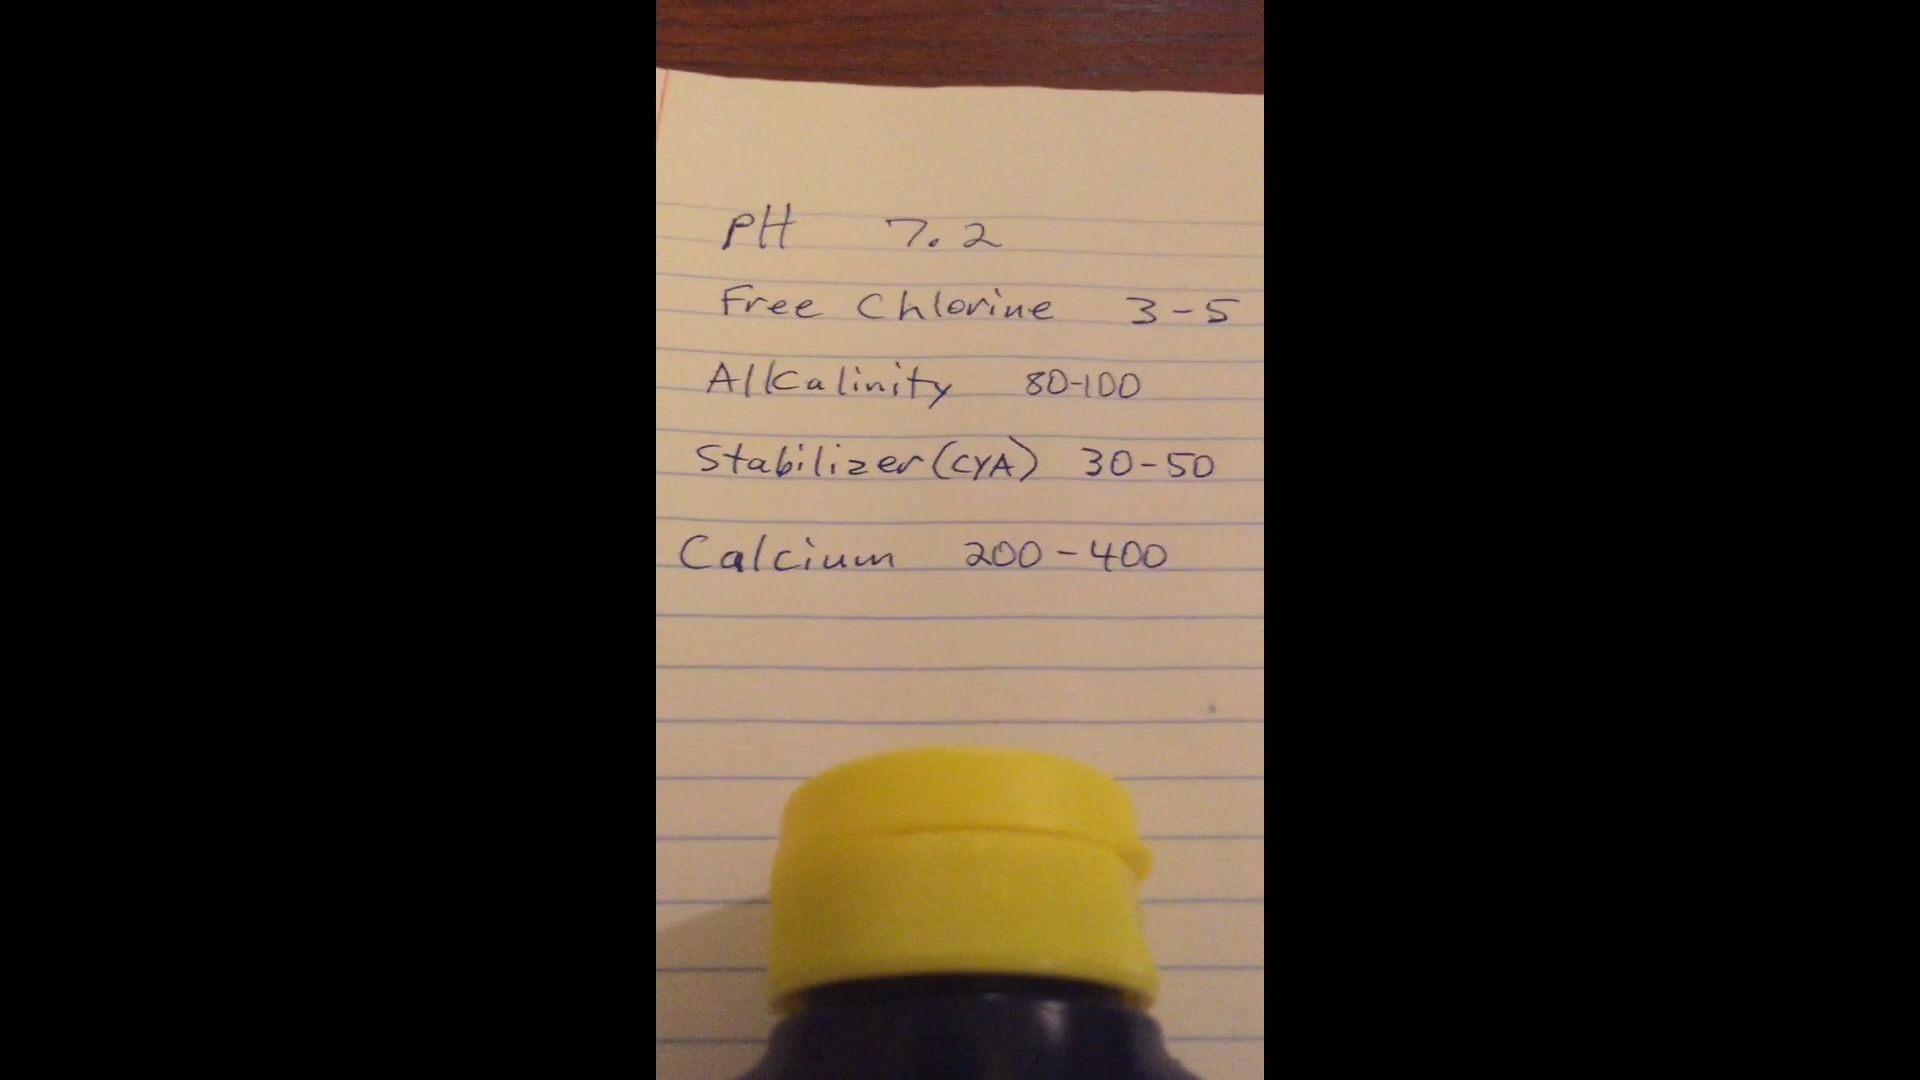 PH 7.2
Free Chlorine 3-5
Alkalinity 80-100
Stabilizer (CYA) 30-50
Calcium 200-400